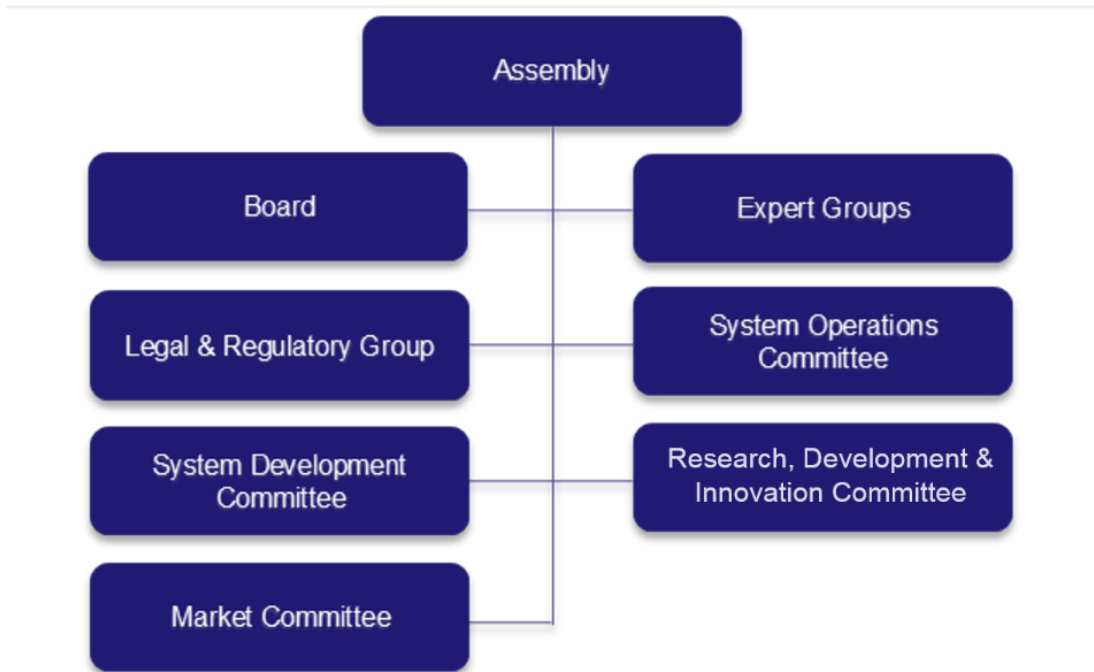 Assembly
Board
Expert Groups
Legal & Regulatory Group
System Operations
Committee
System Development
Committee
Research, Development &
Innovation Committee
Market Committee